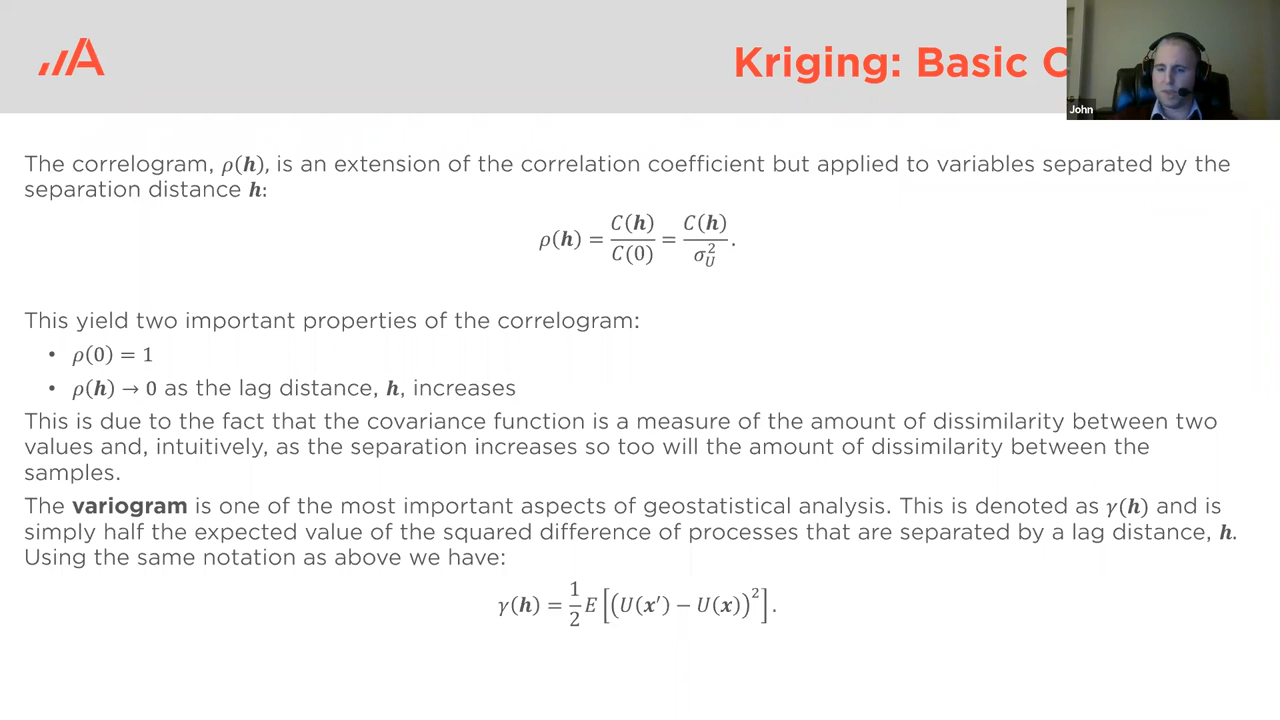 Kriging: Basic C
John
The correlogram, ρ(h), is an extension of the correlation coefficient but applied to variables separated by the
separation distance h:
ρ(h) = C(h)/C(0) = C(h)/σ_U^2.
This yield two important properties of the correlogram:
• ρ(0) = 1
• ρ(h) → 0 as the lag distance, h, increases
This is due to the fact that the covariance function is a measure of the amount of dissimilarity between two
values and, intuitively, as the separation increases so too will the amount of dissimilarity between the
samples.
The variogram is one of the most important aspects of geostatistical analysis. This is denoted as γ(h) and is
simply half the expected value of the squared difference of processes that are separated by a lag distance, h.
Using the same notation as above we have:
γ(h) = 1/2 E[(U(x′) − U(x))^2].